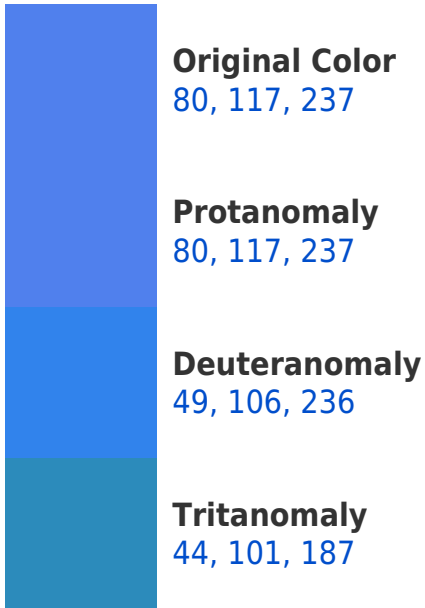 Original Color
80, 117, 237
Protanomaly
80, 117, 237
Deuteranomaly
49, 106, 236
Tritanomaly
44, 101, 187